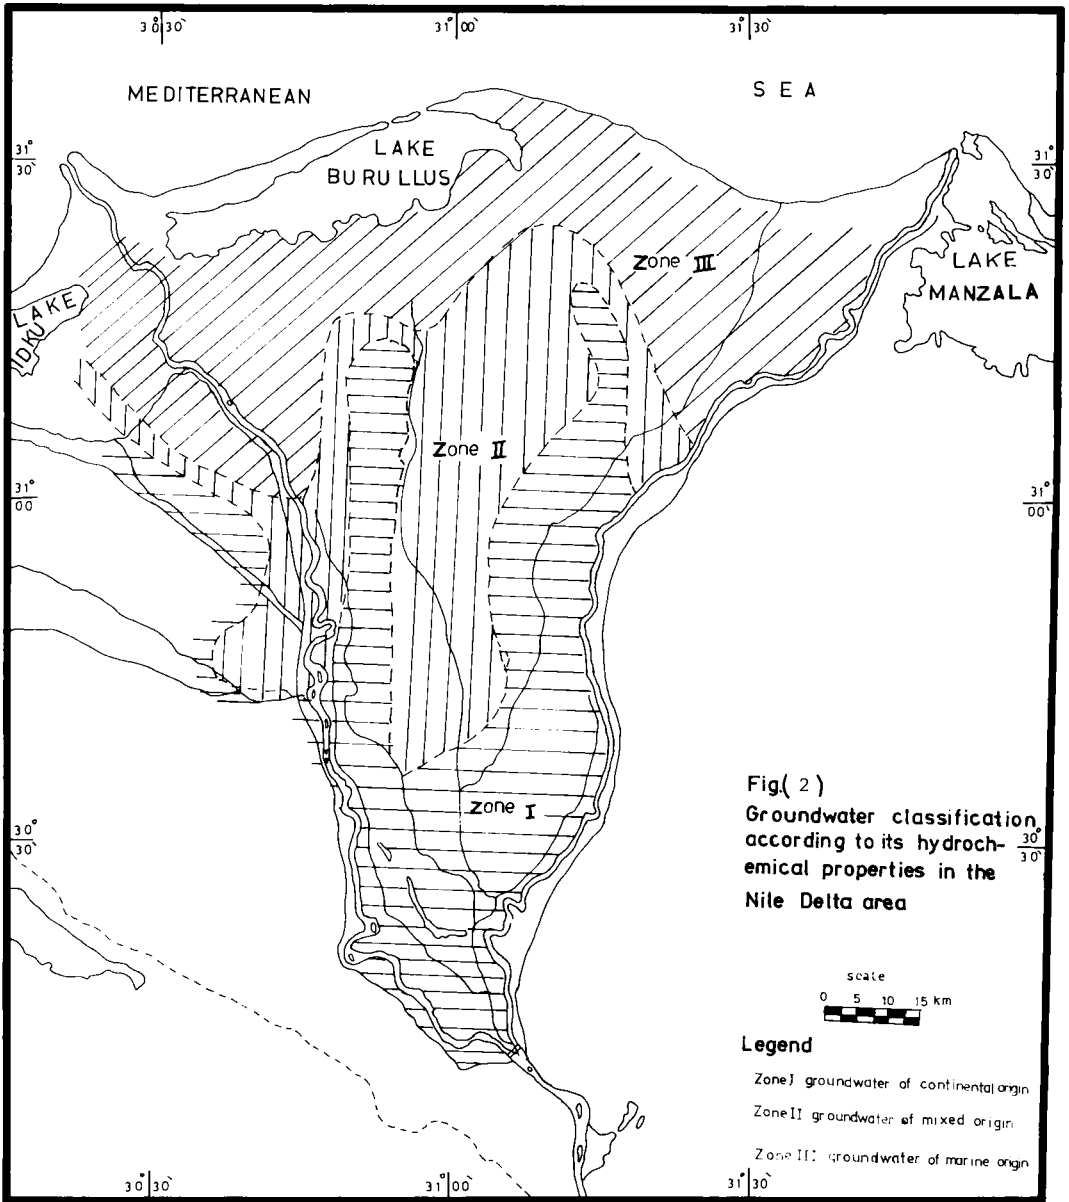 30°30'
31°00'
31°30'
MEDITERRANEAN SEA
LAKE
BURULLUS
31°
30'
31°
30'
Zone III
LAKE
MANZALA
LAKE
IDKU
Zone II
31°
00'
31°
00'
Zone I
30°
30'
30°
30'
Fig.( 2 )
Groundwater classification
according to its hydroch-
emical properties in the
Nile Delta area
scale
0 5 10 15 km
Legend
Zone I groundwater of continental origin
Zone II groundwater of mixed origin
Zone III groundwater of marine origin
30°30'
31°00'
31°30'